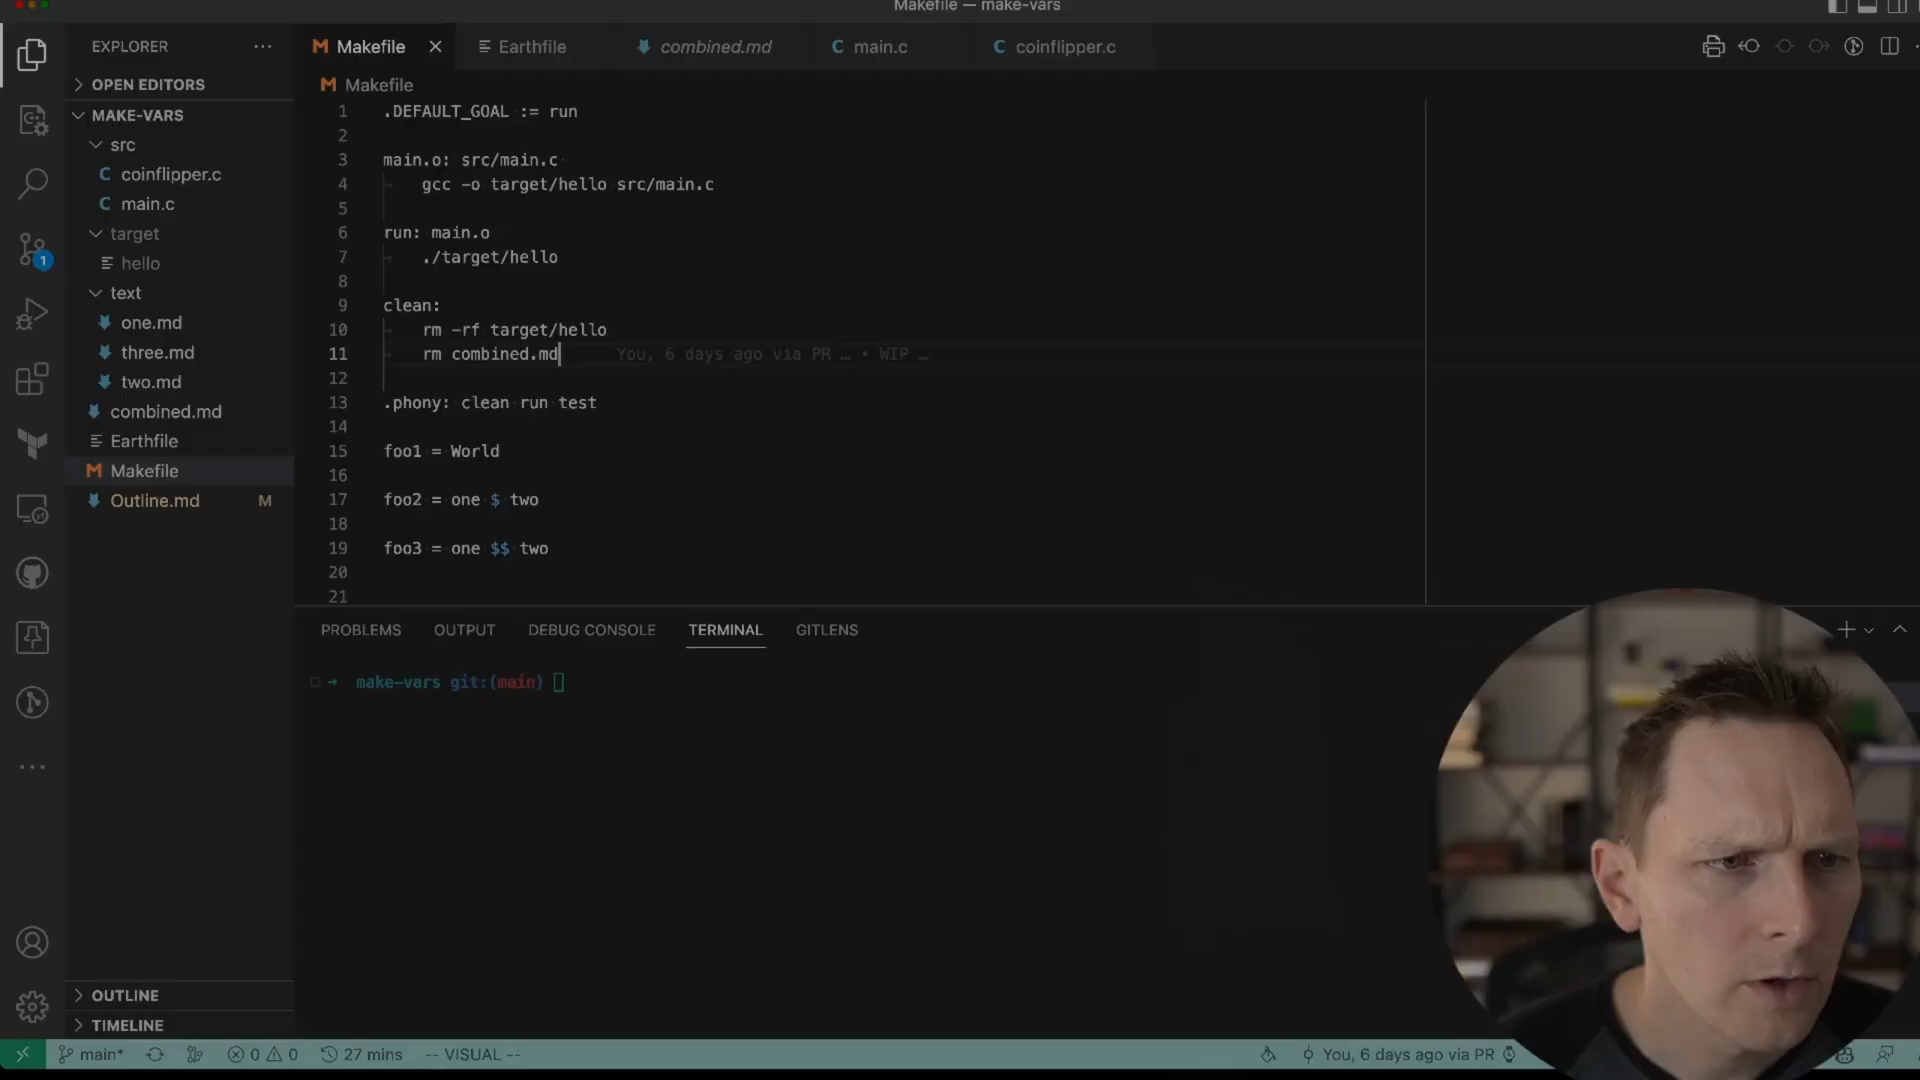 Makefile — make-vars
EXPLORER
Makefile
Earthfile
combined.md
main.c
coinflipper.c
OPEN EDITORS
MAKE-VARS
src
coinflipper.c
main.c
target
hello
text
one.md
three.md
two.md
combined.md
Earthfile
Makefile
Outline.md M
OUTLINE
TIMELINE
Makefile
1 .DEFAULT_GOAL := run
2
3 main.o: src/main.c
4 gcc -o target/hello src/main.c
5
6 run: main.o
7 ./target/hello
8
9 clean:
10 rm -rf target/hello
11 rm combined.md You, 6 days ago via PR … • WIP …
12
13 .phony: clean run test
14
15 foo1 = World
16
17 foo2 = one $ two
18
19 foo3 = one $$ two
20
21
PROBLEMS OUTPUT DEBUG CONSOLE TERMINAL GITLENS
make-vars git:(main)
1
main* 0 0 27 mins -- VISUAL -- You, 6 days ago via PR